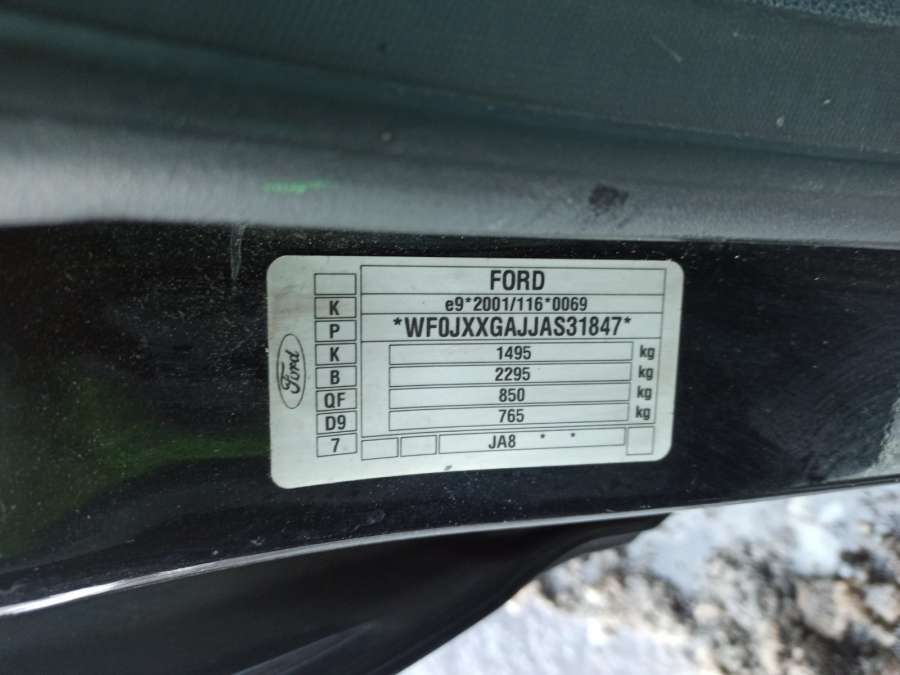 FORD
K e9*2001/116*0069
P *WF0JXXGAJJAS31847*
K 1495 kg
B 2295 kg
QF 850 kg
D9 765 kg
7 JA8 * *
Ford